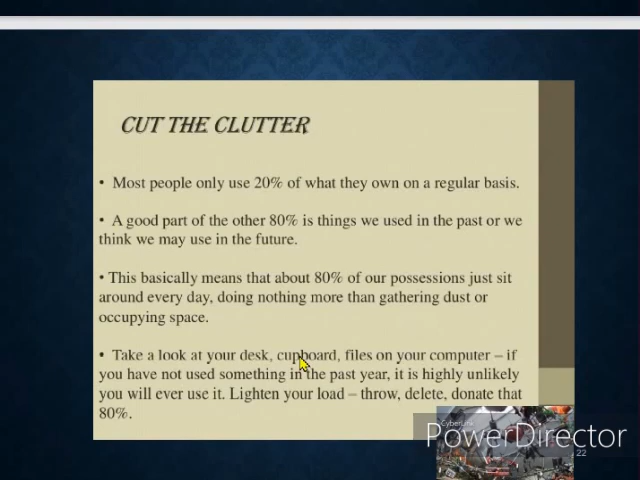 CUT THE CLUTTER
• Most people only use 20% of what they own on a regular basis.
• A good part of the other 80% is things we used in the past or we
think we may use in the future.
• This basically means that about 80% of our possessions just sit
around every day, doing nothing more than gathering dust or
occupying space.
• Take a look at your desk, cupboard, files on your computer – if
you have not used something in the past year, it is highly unlikely
you will ever use it. Lighten your load – throw, delete, donate that
80%.
CyberLink
PowerDirector
22